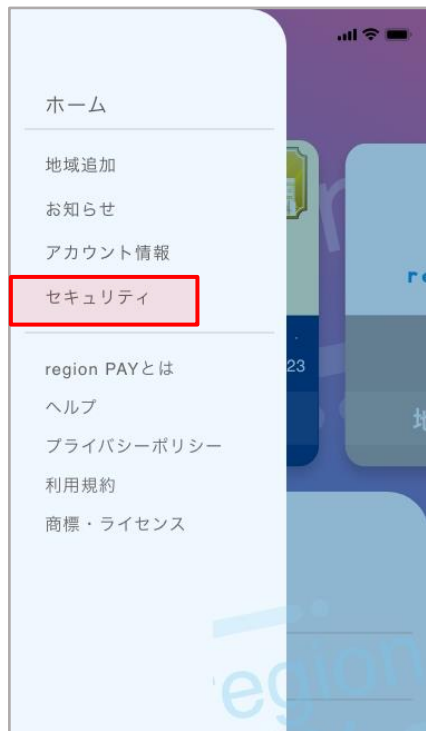 ホーム
地域追加
お知らせ
アカウント情報
セキュリティ
23
region PAYとは
ヘルプ
プライバシーポリシー
利用規約
商標・ライセンス
region